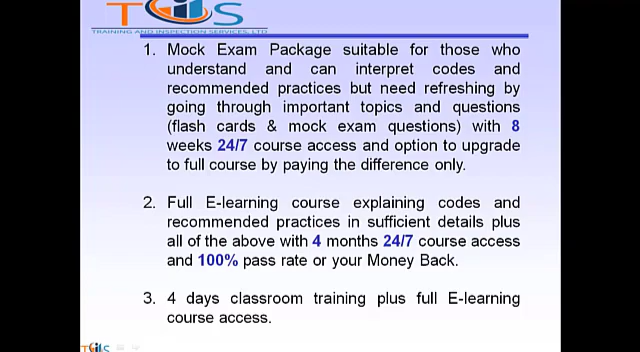 TIIS
TRAINING AND INSPECTION SERVICES, LTD
1. Mock Exam Package suitable for those who
understand and can interpret codes and
recommended practices but need refreshing by
going through important topics and questions
(flash cards & mock exam questions) with 8
weeks 24/7 course access and option to upgrade
to full course by paying the difference only.
2. Full E-learning course explaining codes and
recommended practices in sufficient details plus
all of the above with 4 months 24/7 course access
and 100% pass rate or your Money Back.
3. 4 days classroom training plus full E-learning
course access.
TIIS